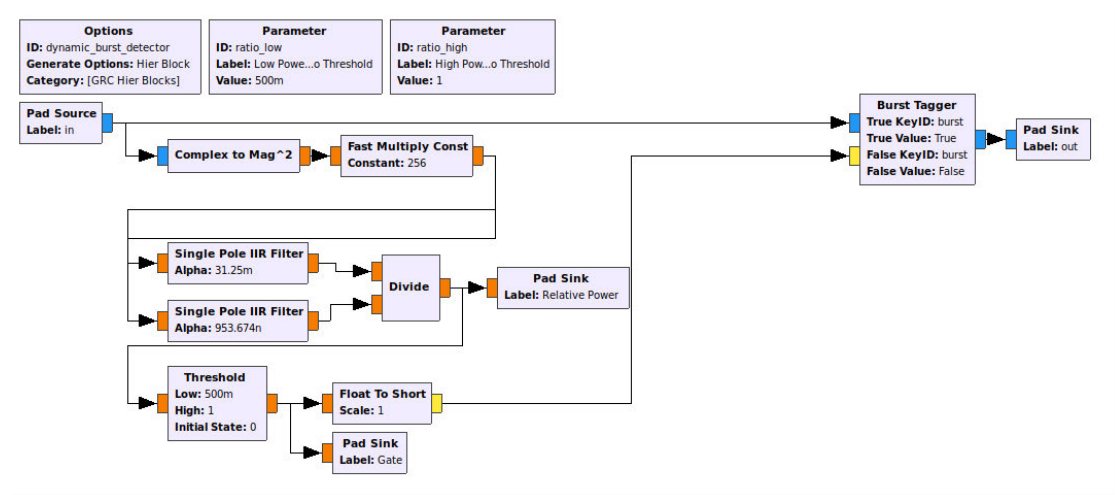 Options
ID: dynamic_burst_detector
Generate Options: Hier Block
Category: [GRC Hier Blocks]
Parameter
ID: ratio_low
Label: Low Powe...o Threshold
Value: 500m
Parameter
ID: ratio_high
Label: High Pow...o Threshold
Value: 1
Pad Source
Label: in
Complex to Mag^2
Fast Multiply Const
Constant: 256
Burst Tagger
True KeyID: burst
True Value: True
False KeyID: burst
False Value: False
Pad Sink
Label: out
Single Pole IIR Filter
Alpha: 31.25m
Single Pole IIR Filter
Alpha: 953.674n
Divide
Pad Sink
Label: Relative Power
Threshold
Low: 500m
High: 1
Initial State: 0
Float To Short
Scale: 1
Pad Sink
Label: Gate